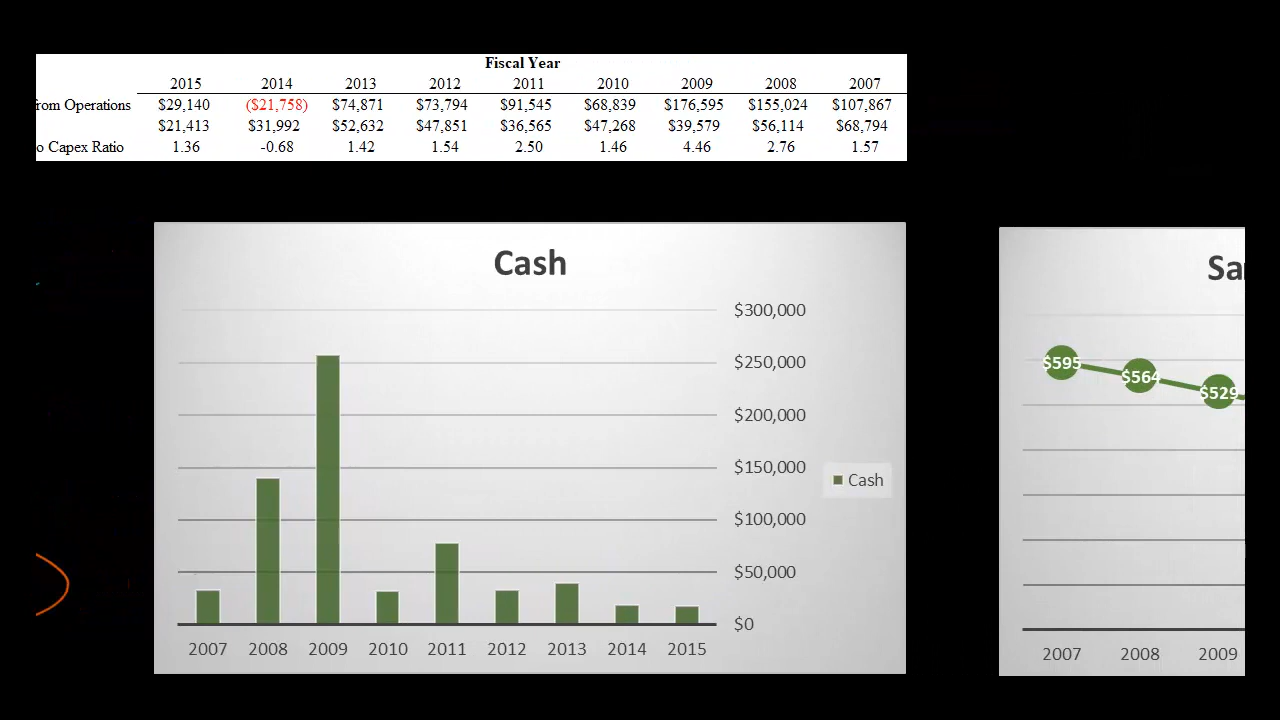 Fiscal Year
2015 2014 2013 2012 2011 2010 2009 2008 2007
from Operations $29,140 ($21,758) $74,871 $73,794 $91,545 $68,839 $176,595 $155,024 $107,867
$21,413 $31,992 $52,632 $47,851 $36,565 $47,268 $39,579 $56,114 $68,794
o Capex Ratio 1.36 -0.68 1.42 1.54 2.50 1.46 4.46 2.76 1.57
Cash
$300,000
$250,000
$200,000
$150,000
$100,000
$50,000
$0
2007 2008 2009 2010 2011 2012 2013 2014 2015
Cash
$595
$564
$529
2007 2008 2009